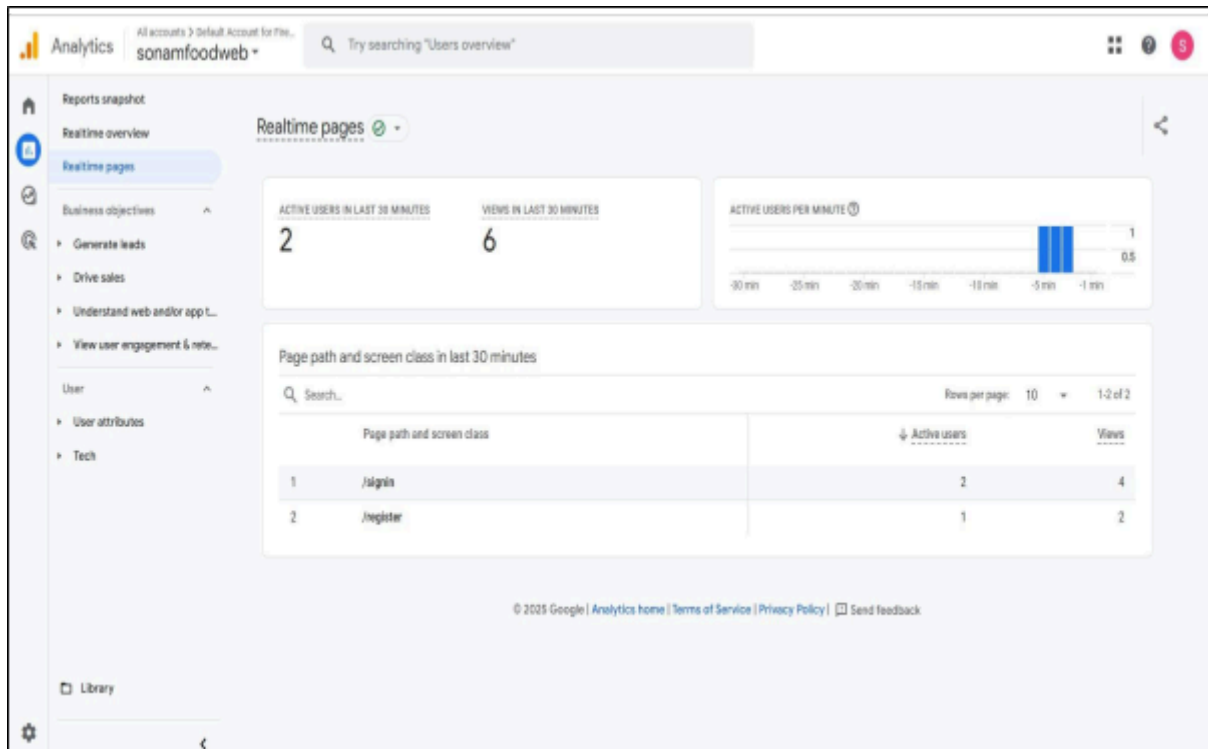 All accounts > Default Account for Fire...
Analytics
sonamfoodweb
Try searching "Users overview"
S
Reports snapshot
Realtime overview
Realtime pages
Business objectives
Generate leads
Drive sales
Understand web and/or app t...
View user engagement & rete...
User
User attributes
Tech
Library
Realtime pages
ACTIVE USERS IN LAST 30 MINUTES
2
VIEWS IN LAST 30 MINUTES
6
ACTIVE USERS PER MINUTE
1
0.5
-30 min -25 min -20 min -15 min -10 min -5 min -1 min
Page path and screen class in last 30 minutes
Search...
Rows per page: 10 1-2 of 2
Page path and screen class Active users Views
1 /signin 2 4
2 /register 1 2
© 2025 Google | Analytics home | Terms of Service | Privacy Policy | Send feedback